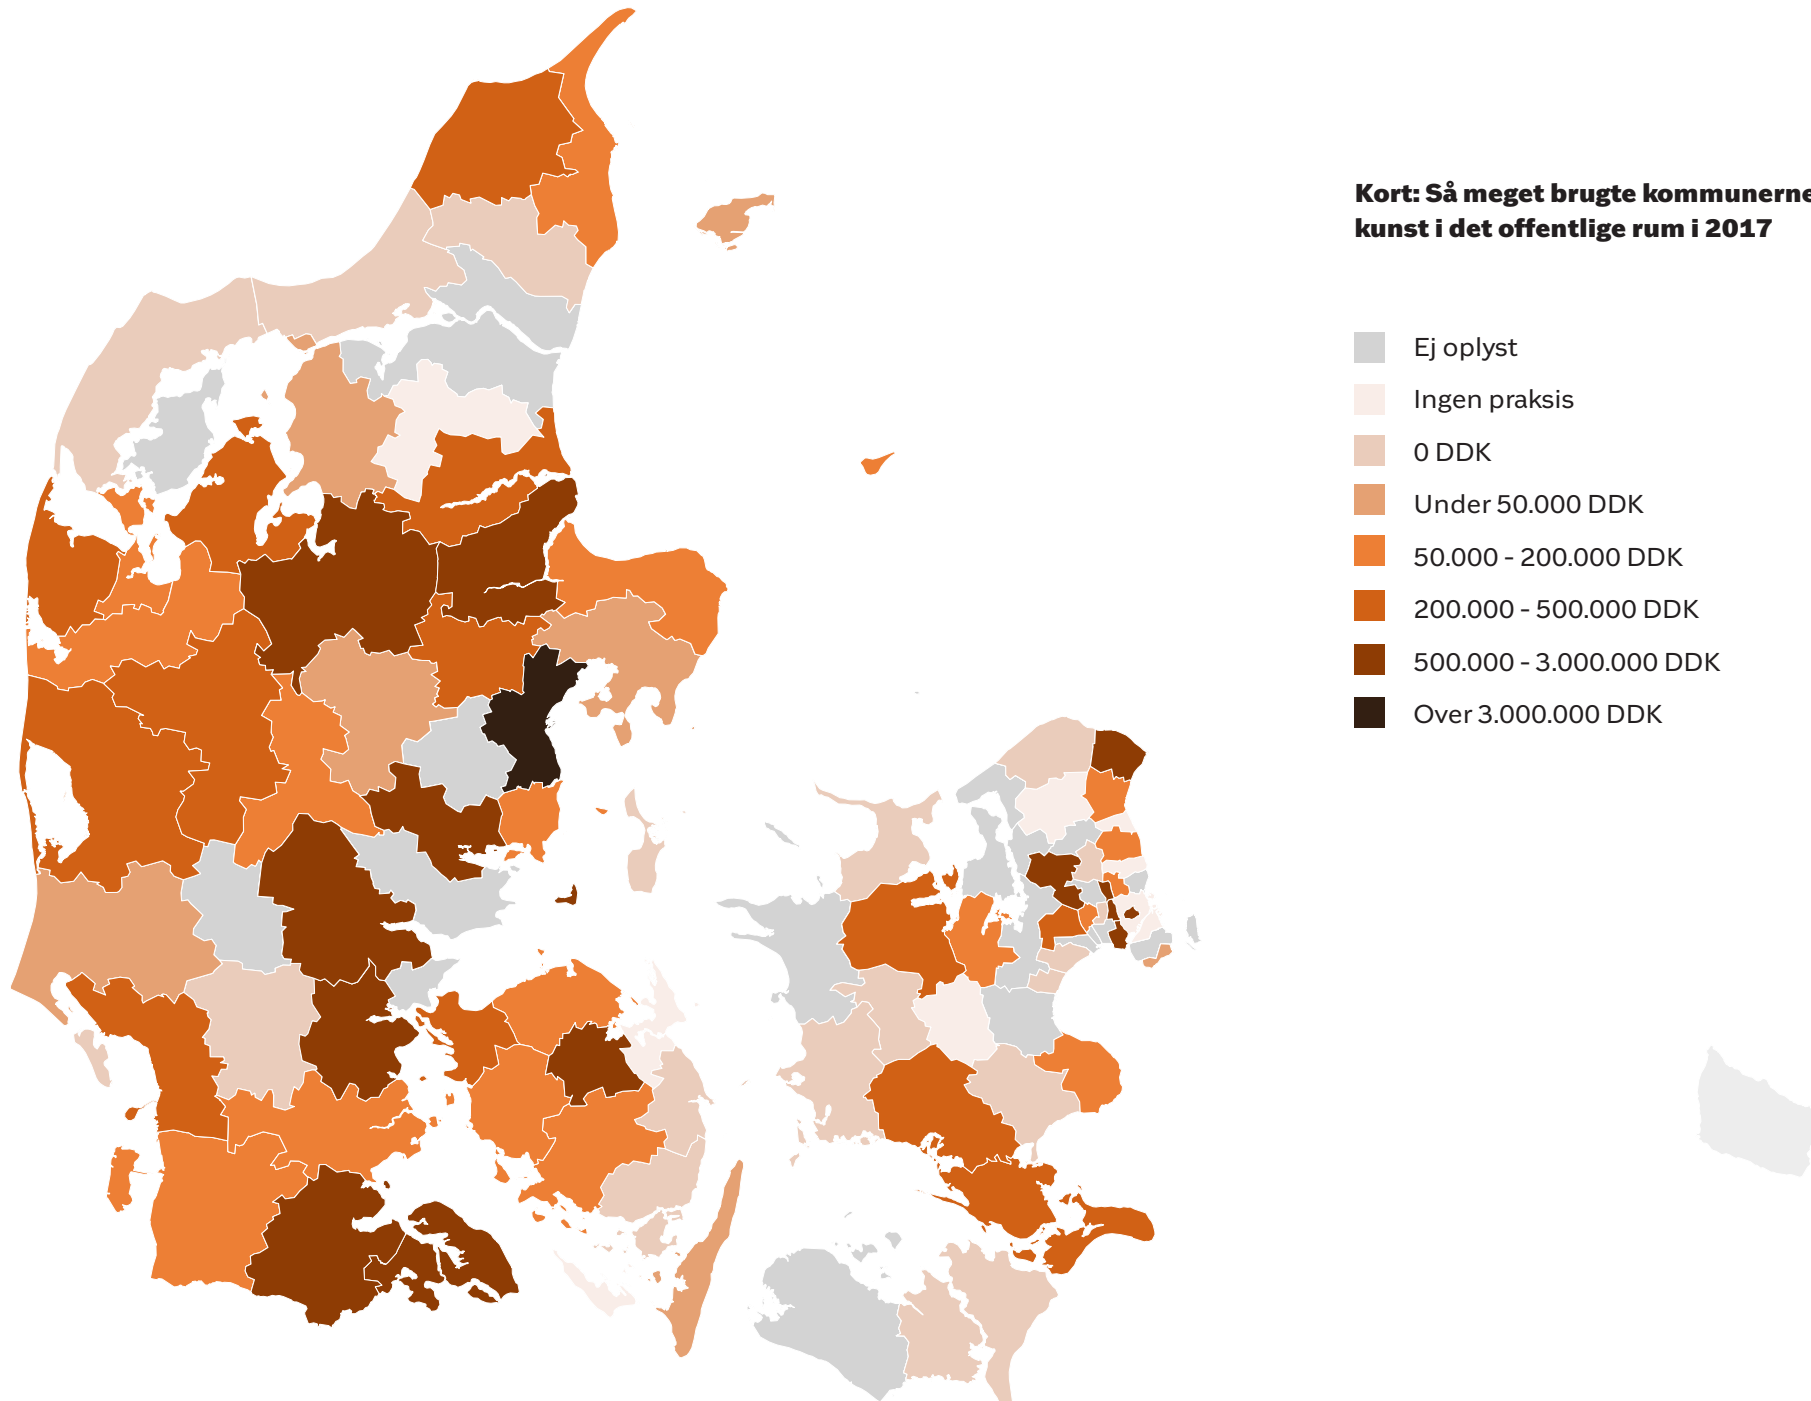 Kort: Så meget brugte kommunerne
kunst i det offentlige rum i 2017
Ej oplyst
Ingen praksis
0 DDK
Under 50.000 DDK
50.000 - 200.000 DDK
200.000 - 500.000 DDK
500.000 - 3.000.000 DDK
Over 3.000.000 DDK